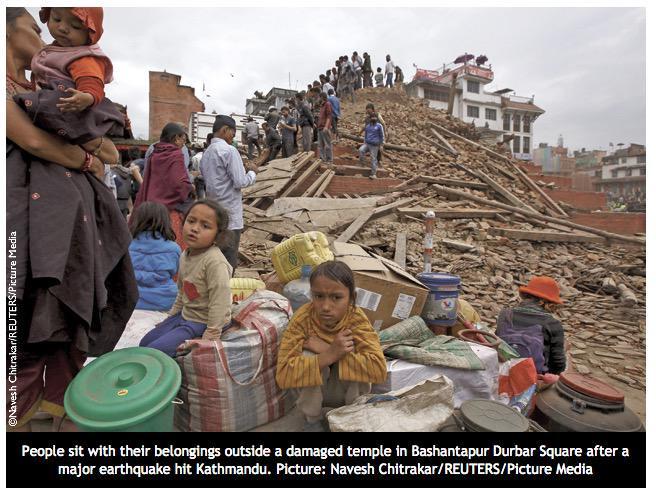 ©Navesh Chitrakar/REUTERS/Picture Media
People sit with their belongings outside a damaged temple in Bashantapur Durbar Square after a
major earthquake hit Kathmandu. Picture: Navesh Chitrakar/REUTERS/Picture Media